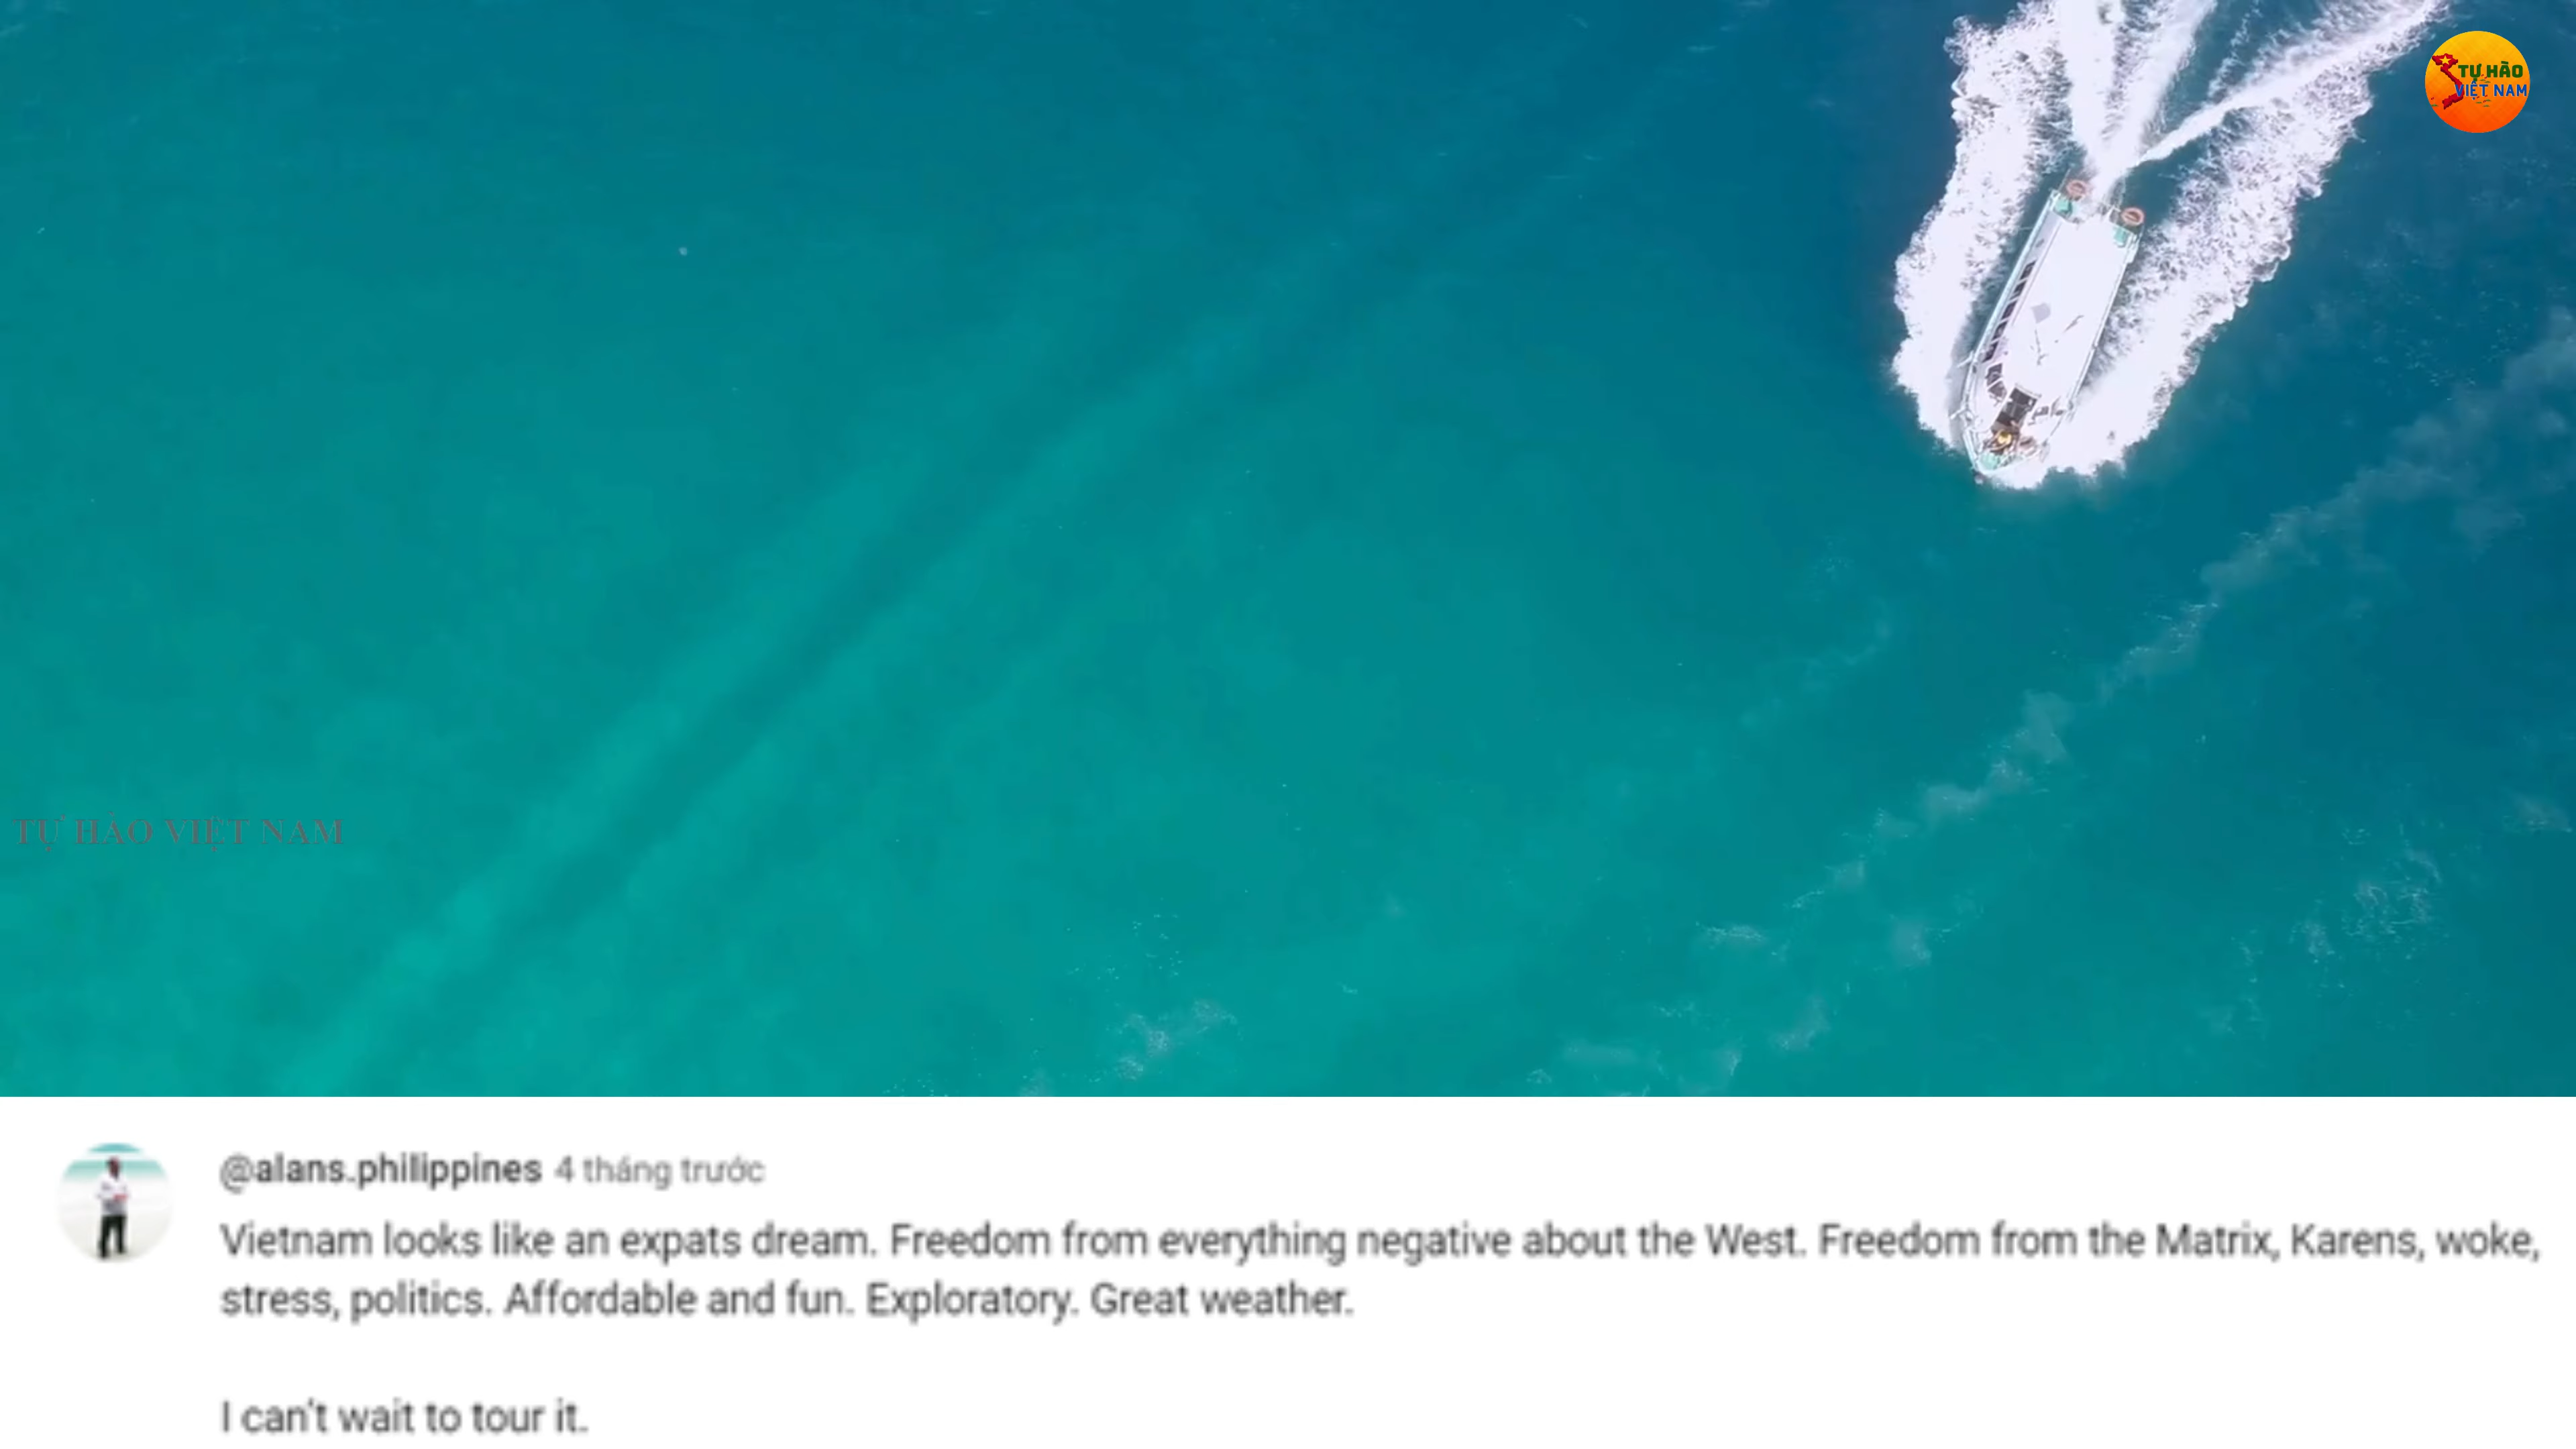 TỰ HÀO
VIỆT NAM
TỰ HÀO VIỆT NAM
@alans.philippines 4 tháng trước
Vietnam looks like an expats dream. Freedom from everything negative about the West. Freedom from the Matrix, Karens, woke,
stress, politics. Affordable and fun. Exploratory. Great weather.
I can't wait to tour it.